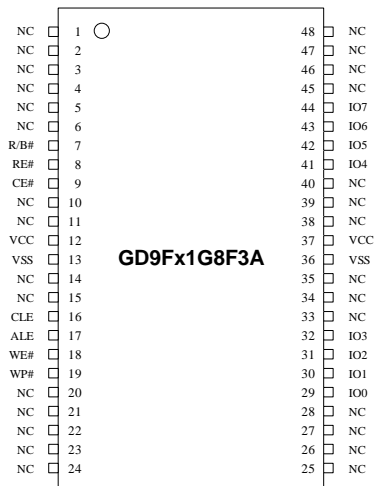 NC 1 48 NC
NC 2 47 NC
NC 3 46 NC
NC 4 45 NC
NC 5 44 IO7
NC 6 43 IO6
R/B# 7 42 IO5
RE# 8 41 IO4
CE# 9 40 NC
NC 10 39 NC
NC 11 38 NC
VCC 12 37 VCC
VSS 13 GD9Fx1G8F3A 36 VSS
NC 14 35 NC
NC 15 34 NC
CLE 16 33 NC
ALE 17 32 IO3
WE# 18 31 IO2
WP# 19 30 IO1
NC 20 29 IO0
NC 21 28 NC
NC 22 27 NC
NC 23 26 NC
NC 24 25 NC